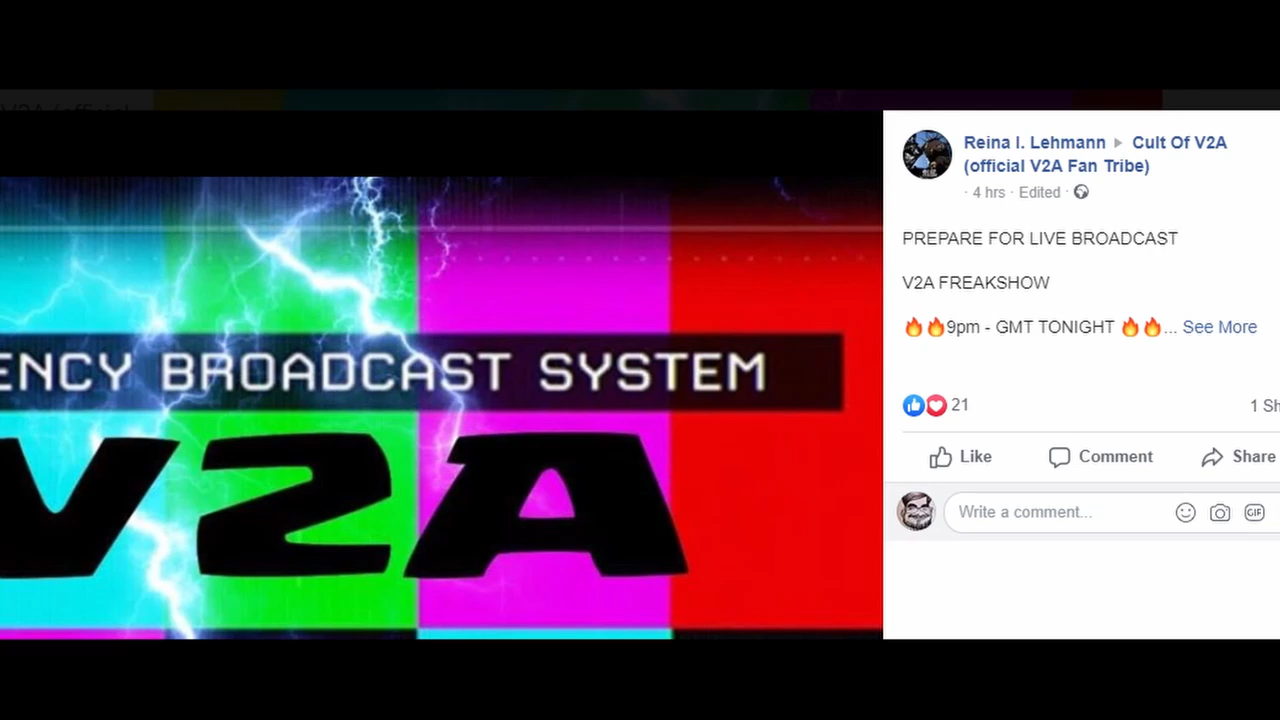 ENCY BROADCAST SYSTEM
V2A
Reina I. Lehmann ▸ Cult Of V2A
(official V2A Fan Tribe)
· 4 hrs · Edited ·
PREPARE FOR LIVE BROADCAST
V2A FREAKSHOW
🔥🔥9pm - GMT TONIGHT 🔥🔥... See More
21
1 Sh
Like Comment Share
Write a comment...
GIF